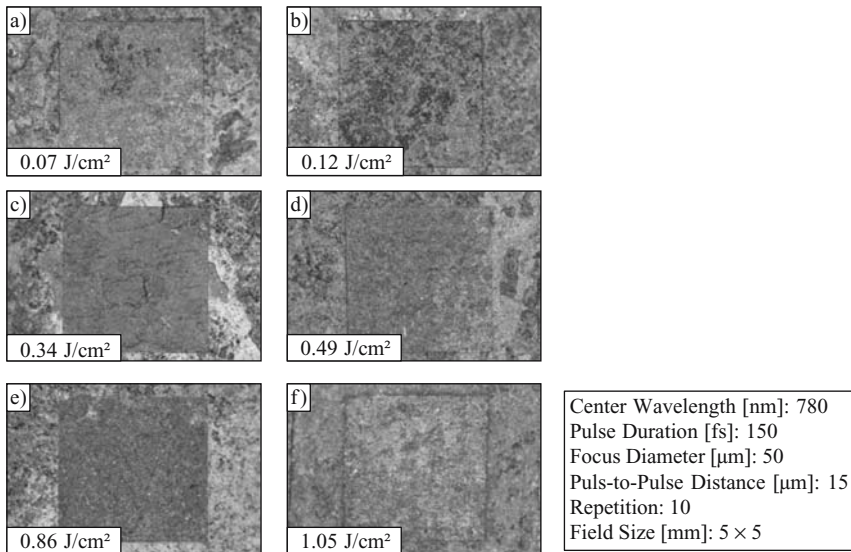 a)
0.07 J/cm²
b)
0.12 J/cm²
c)
0.34 J/cm²
d)
0.49 J/cm²
e)
0.86 J/cm²
f)
1.05 J/cm²
Center Wavelength [nm]: 780
Pulse Duration [fs]: 150
Focus Diameter [μm]: 50
Puls-to-Pulse Distance [μm]: 15
Repetition: 10
Field Size [mm]: 5 × 5